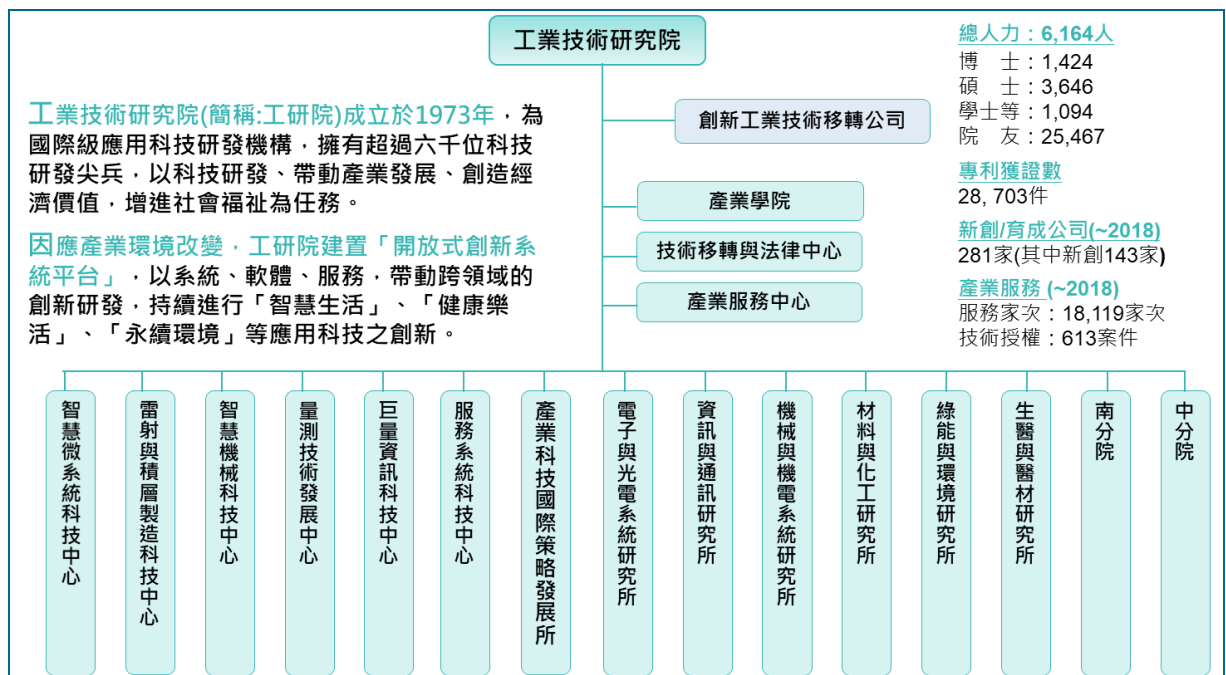 工業技術研究院
工業技術研究院(簡稱:工研院)成立於1973年，為
國際級應用科技研發機構，擁有超過六千位科技
研發尖兵，以科技研發、帶動產業發展、創造經
濟價值，增進社會福祉為任務。
因應產業環境改變，工研院建置「開放式創新系
統平台」，以系統、軟體、服務，帶動跨領域的
創新研發，持續進行「智慧生活」、「健康樂
活」、「永續環境」等應用科技之創新。
創新工業技術移轉公司
產業學院
技術移轉與法律中心
產業服務中心
總人力：6,164人
博　士：1,424
碩　士：3,646
學士等：1,094
院　友：25,467
專利獲證數
28, 703件
新創/育成公司(~2018)
281家(其中新創143家)
產業服務 (~2018)
服務家次：18,119家次
技術授權：613案件
智慧微系統科技中心
雷射與積層製造科技中心
智慧機械科技中心
量測技術發展中心
巨量資訊科技中心
服務系統科技中心
產業科技國際策略發展所
電子與光電系統研究所
資訊與通訊研究所
機械與機電系統研究所
材料與化工研究所
綠能與環境研究所
生醫與醫材研究所
南分院
中分院